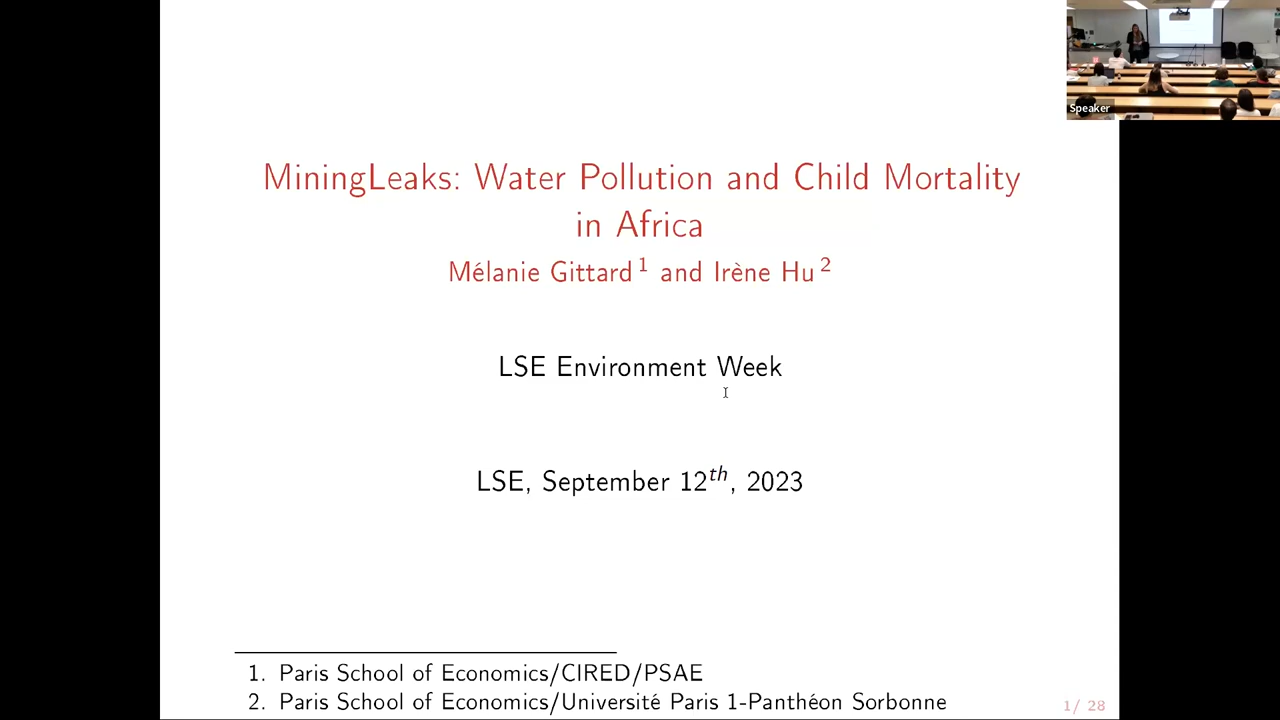 Speaker
MiningLeaks: Water Pollution and Child Mortality
in Africa
Mélanie Gittard 1 and Irène Hu 2
LSE Environment Week
LSE, September 12th, 2023
1. Paris School of Economics/CIRED/PSAE
2. Paris School of Economics/Université Paris 1-Panthéon Sorbonne
1/ 28